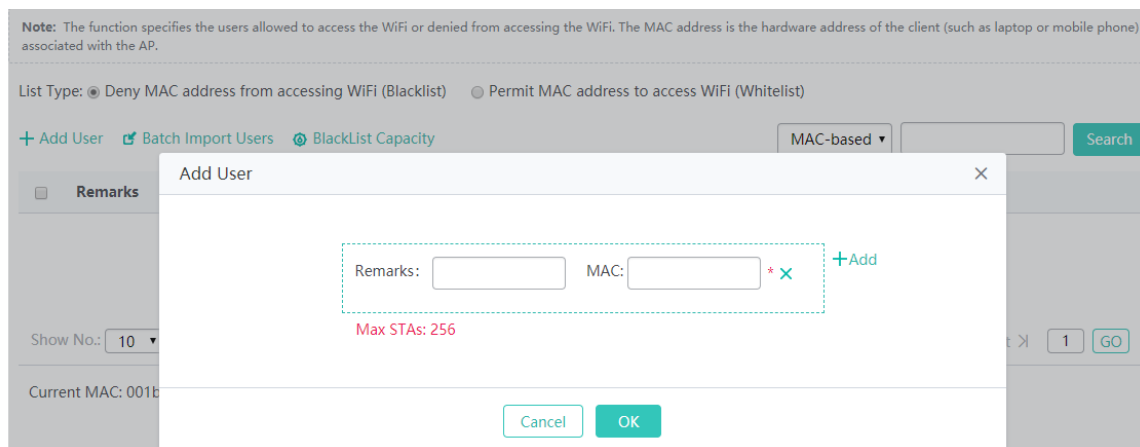 Note: The function specifies the users allowed to access the WiFi or denied from accessing the WiFi. The MAC address is the hardware address of the client (such as laptop or mobile phone)
associated with the AP.
List Type: Deny MAC address from accessing WiFi (Blacklist) Permit MAC address to access WiFi (Whitelist)
+ Add User Batch Import Users BlackList Capacity MAC-based Search
Add User
Remarks
Remarks: MAC: * +Add
Max STAs: 256
Show No.: 10 1 GO
Current MAC: 001b
Cancel OK